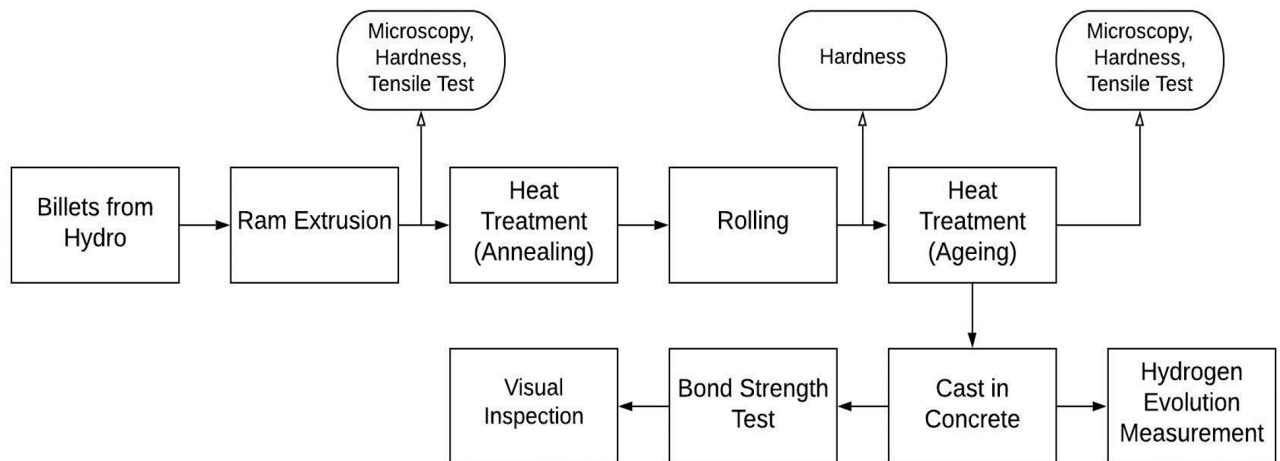 Microscopy,
Hardness,
Tensile Test
Hardness
Microscopy,
Hardness,
Tensile Test
Billets from
Hydro
Ram Extrusion
Heat
Treatment
(Annealing)
Rolling
Heat
Treatment
(Ageing)
Visual
Inspection
Bond Strength
Test
Cast in
Concrete
Hydrogen
Evolution
Measurement